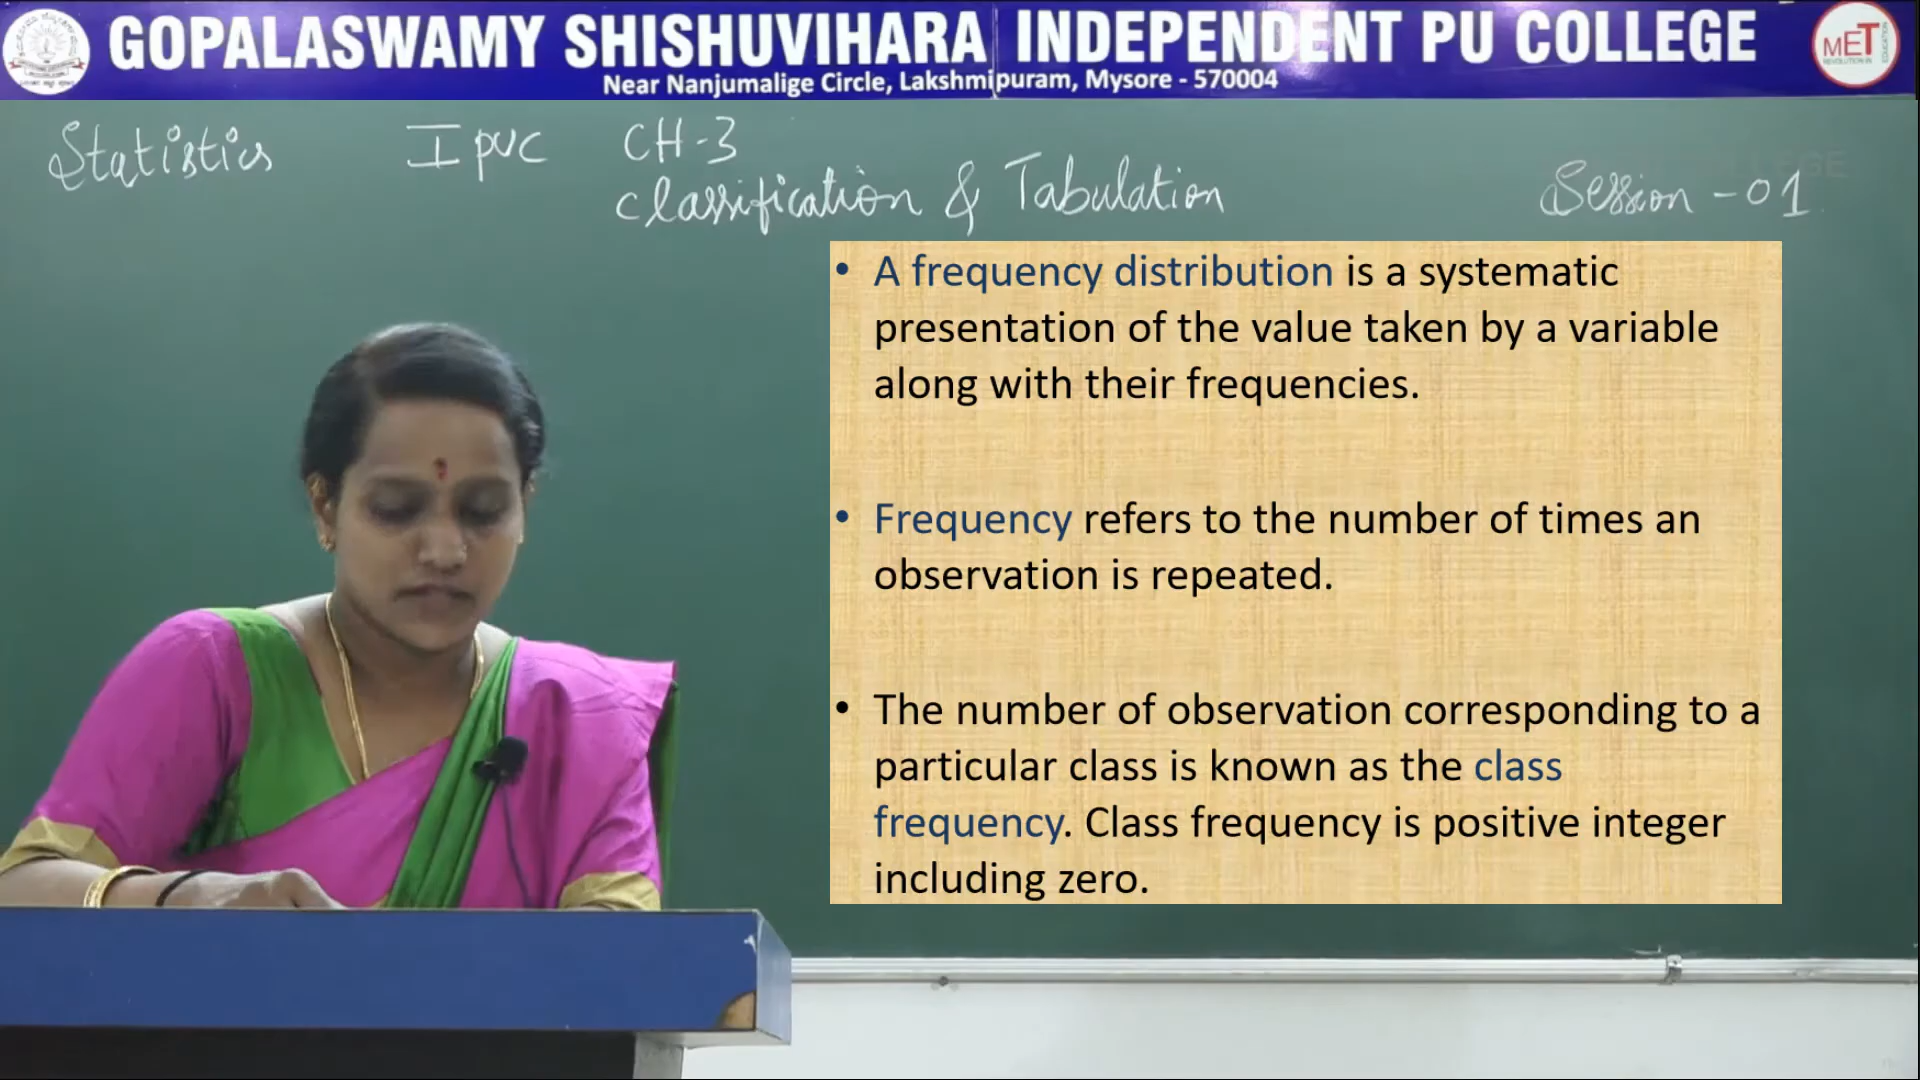 GOPALASWAMY SHISHUVIHARA INDEPENDENT PU COLLEGE
Near Nanjumalige Circle, Lakshmipuram, Mysore - 570004
MET
Statistics I PUC CH-3
Classification & Tabulation
Session - 01
• A frequency distribution is a systematic
presentation of the value taken by a variable
along with their frequencies.
• Frequency refers to the number of times an
observation is repeated.
• The number of observation corresponding to a
particular class is known as the class
frequency. Class frequency is positive integer
including zero.